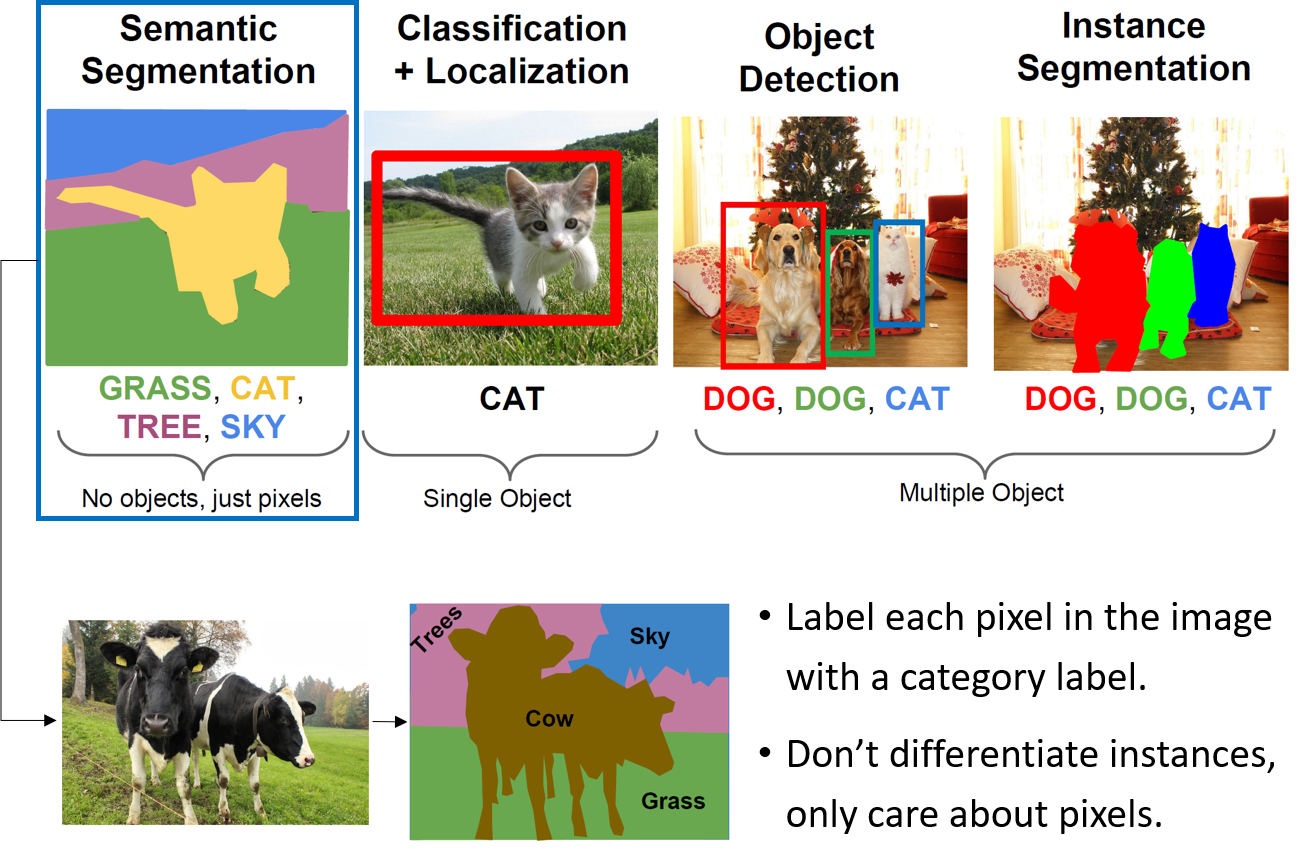 Semantic
Segmentation
Classification
+ Localization
Object
Detection
Instance
Segmentation
GRASS, CAT,
TREE, SKY
CAT
DOG, DOG, CAT
DOG, DOG, CAT
No objects, just pixels
Single Object
Multiple Object
Trees
Sky
Cow
Grass
• Label each pixel in the image
with a category label.
• Don’t differentiate instances,
only care about pixels.